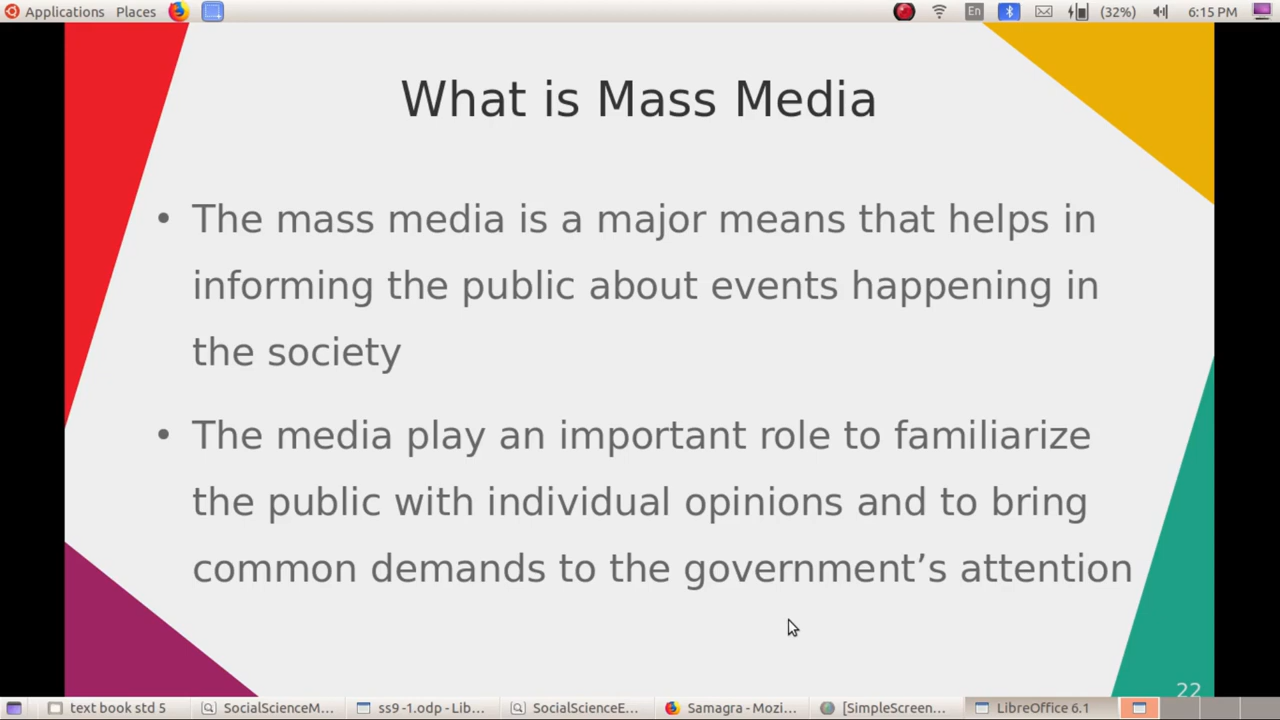 Applications Places En (32%) 6:15 PM
What is Mass Media
• The mass media is a major means that helps in
informing the public about events happening in
the society
• The media play an important role to familiarize
the public with individual opinions and to bring
common demands to the government’s attention
22
text book std 5 SocialScienceM... ss9 -1.odp - Lib... SocialScienceE... Samagra - Mozi... [SimpleScreen... LibreOffice 6.1